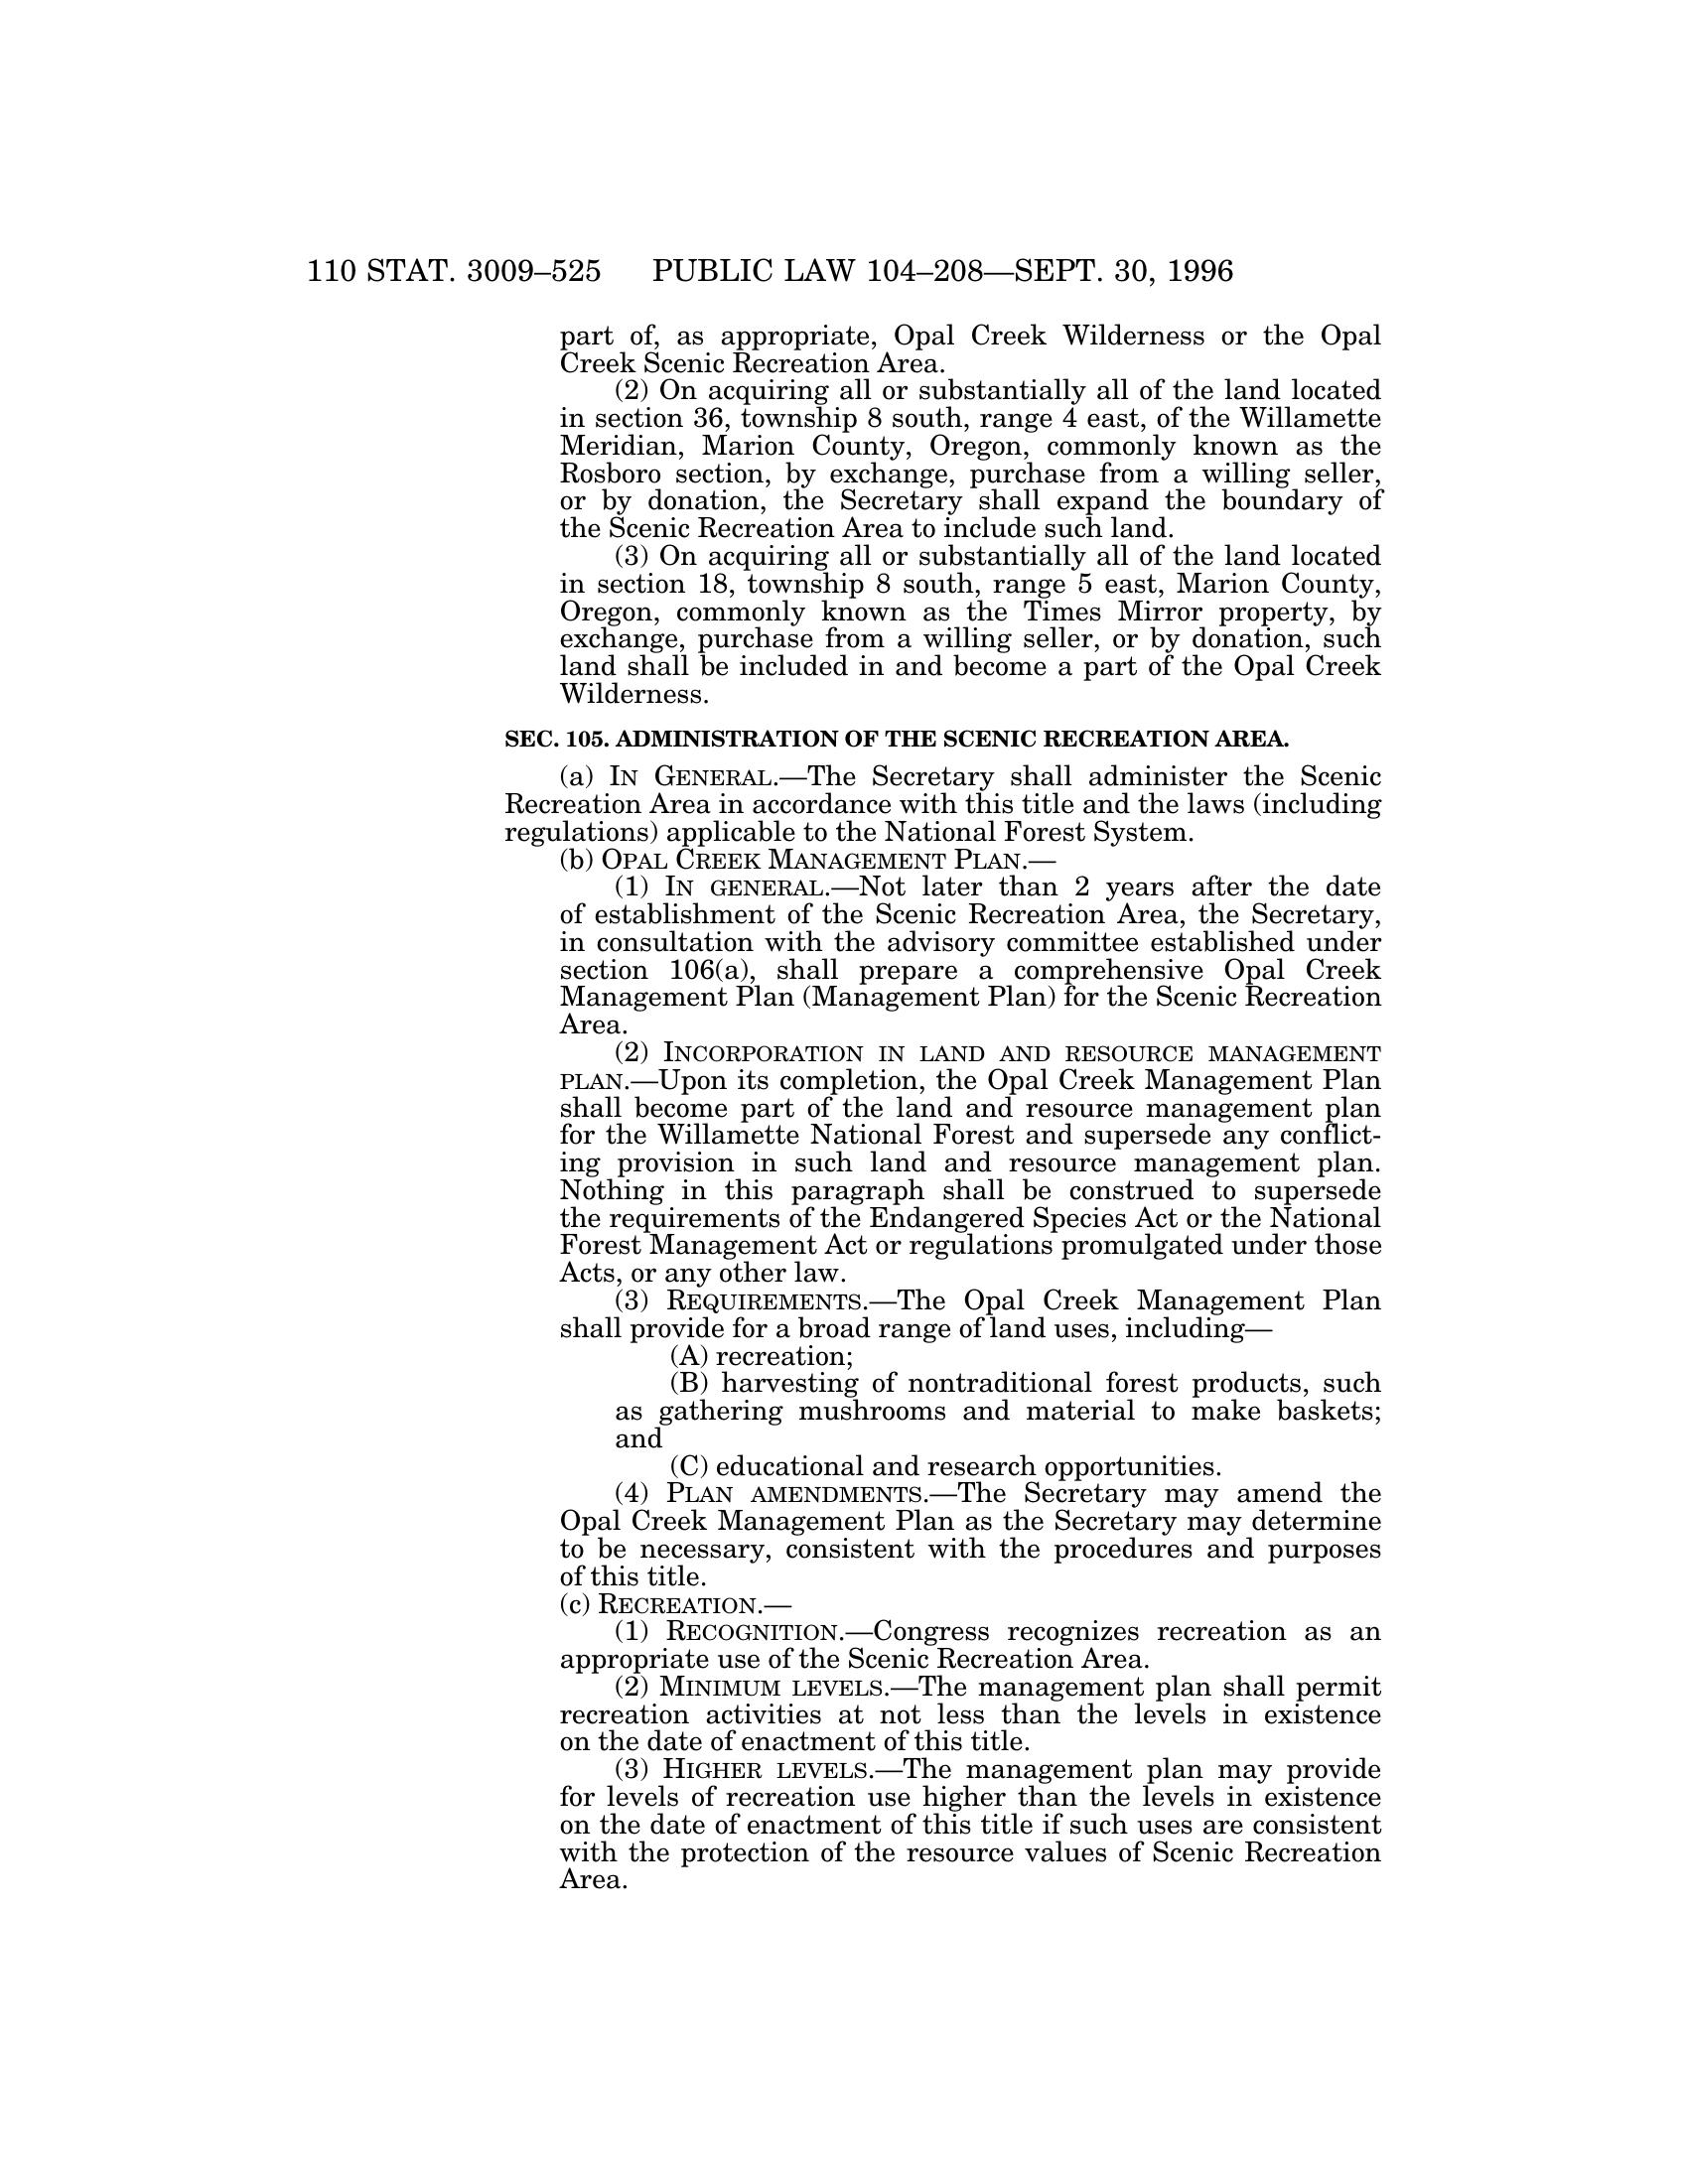 110 STAT. 3009–525 PUBLIC LAW 104–208—SEPT. 30, 1996
part of, as appropriate, Opal Creek Wilderness or the Opal
Creek Scenic Recreation Area.
(2) On acquiring all or substantially all of the land located
in section 36, township 8 south, range 4 east, of the Willamette
Meridian, Marion County, Oregon, commonly known as the
Rosboro section, by exchange, purchase from a willing seller,
or by donation, the Secretary shall expand the boundary of
the Scenic Recreation Area to include such land.
(3) On acquiring all or substantially all of the land located
in section 18, township 8 south, range 5 east, Marion County,
Oregon, commonly known as the Times Mirror property, by
exchange, purchase from a willing seller, or by donation, such
land shall be included in and become a part of the Opal Creek
Wilderness.
SEC. 105. ADMINISTRATION OF THE SCENIC RECREATION AREA.
(a) IN GENERAL.—The Secretary shall administer the Scenic
Recreation Area in accordance with this title and the laws (including
regulations) applicable to the National Forest System.
(b) OPAL CREEK MANAGEMENT PLAN.—
(1) IN GENERAL.—Not later than 2 years after the date
of establishment of the Scenic Recreation Area, the Secretary,
in consultation with the advisory committee established under
section 106(a), shall prepare a comprehensive Opal Creek
Management Plan (Management Plan) for the Scenic Recreation
Area.
(2) INCORPORATION IN LAND AND RESOURCE MANAGEMENT
PLAN.—Upon its completion, the Opal Creek Management Plan
shall become part of the land and resource management plan
for the Willamette National Forest and supersede any conflict-
ing provision in such land and resource management plan.
Nothing in this paragraph shall be construed to supersede
the requirements of the Endangered Species Act or the National
Forest Management Act or regulations promulgated under those
Acts, or any other law.
(3) REQUIREMENTS.—The Opal Creek Management Plan
shall provide for a broad range of land uses, including—
(A) recreation;
(B) harvesting of nontraditional forest products, such
as gathering mushrooms and material to make baskets;
and
(C) educational and research opportunities.
(4) PLAN AMENDMENTS.—The Secretary may amend the
Opal Creek Management Plan as the Secretary may determine
to be necessary, consistent with the procedures and purposes
of this title.
(c) RECREATION.—
(1) RECOGNITION.—Congress recognizes recreation as an
appropriate use of the Scenic Recreation Area.
(2) MINIMUM LEVELS.—The management plan shall permit
recreation activities at not less than the levels in existence
on the date of enactment of this title.
(3) HIGHER LEVELS.—The management plan may provide
for levels of recreation use higher than the levels in existence
on the date of enactment of this title if such uses are consistent
with the protection of the resource values of Scenic Recreation
Area.